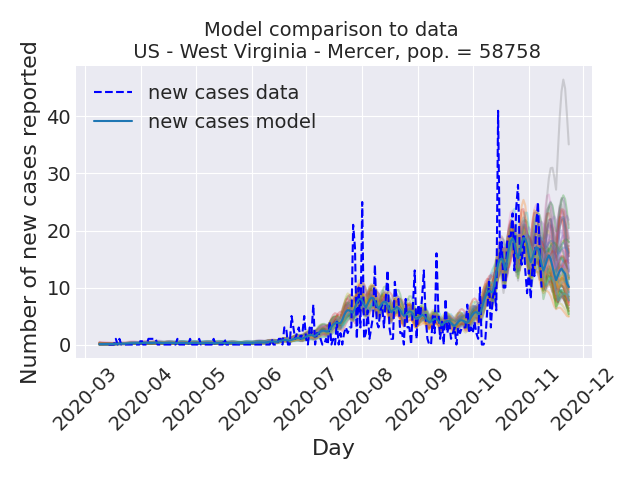 Model comparison to data
US - West Virginia - Mercer, pop. = 58758
Number of new cases reported
40
30
20
10
0
new cases data
new cases model
2020-03
2020-04
2020-05
2020-06
2020-07
2020-08
2020-09
2020-10
2020-11
2020-12
Day